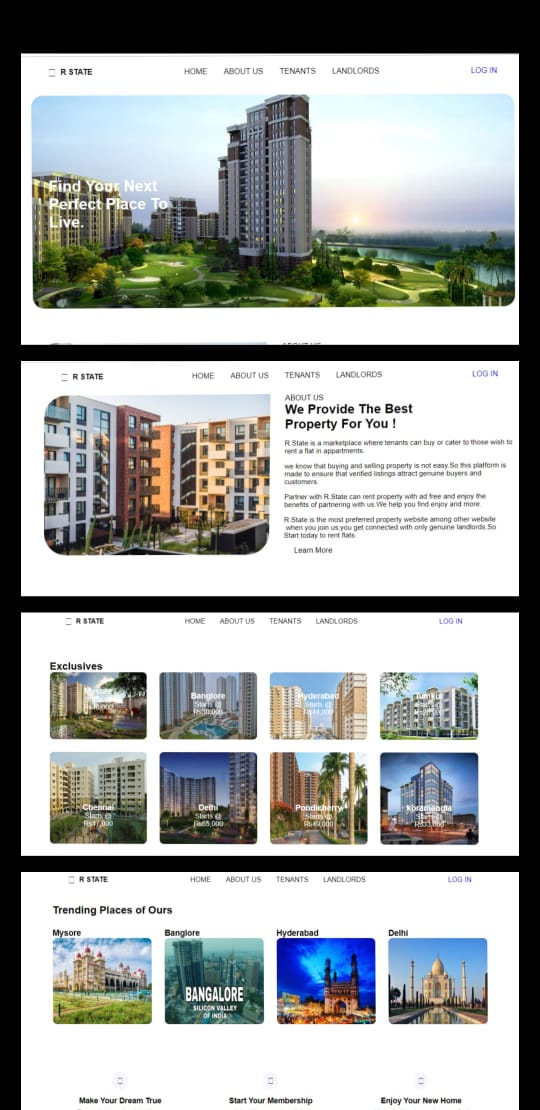 R STATE HOME ABOUT US TENANTS LANDLORDS LOG IN
Find Your Next
Perfect Place To
Live.
R STATE HOME ABOUT US TENANTS LANDLORDS LOG IN
ABOUT US
We Provide The Best
Property For You !
R.State is a marketplace where tenants can buy or cater to those wish to
rent a flat in appartments.
we know that buying and selling property is not easy.So this platform is
made to ensure that verified listings attract genuine buyers and
customers.
Partner with R.State can rent property with ad free and enjoy the
benefits of partnering with us.We help you find enjoy and more.
R.State is the most preferred property website among other website
.when you join us,you get connected with only genuine landlords.So
Start today to rent flats.
Learn More
R STATE HOME ABOUT US TENANTS LANDLORDS LOG IN
Exclusives
Mysore Banglore Hyderabad Tumkur
Starts @ Starts @
Rs50,000 Rs44,000
Chennai Delhi Pondicherry Koramangla
Starts @ Starts @ Starts @ Starts @
Rs47,000 Rs55,000 Rs49,000
R STATE HOME ABOUT US TENANTS LANDLORDS LOG IN
Trending Places of Ours
Mysore Banglore Hyderabad Delhi
BANGALORE
SILICON VALLEY
OF INDIA
Make Your Dream True Start Your Membership Enjoy Your New Home